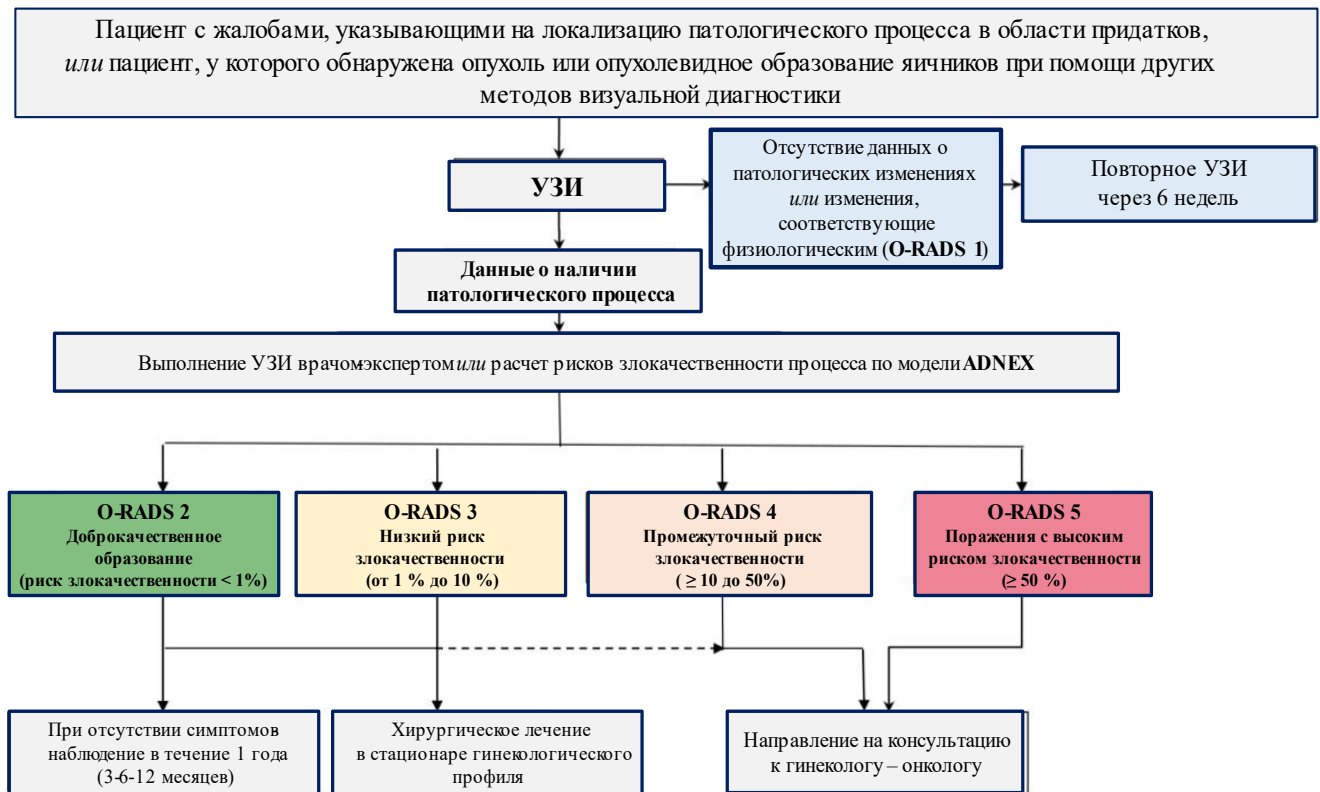 Пациент с жалобами, указывающими на локализацию патологического процесса в области придатков,
или пациент, у которого обнаружена опухоль или опухолевидное образование яичников при помощи других
методов визуальной диагностики
УЗИ
Отсутствие данных о
патологических изменениях
или изменения,
соответствующие
физиологическим (O-RADS 1)
Повторное УЗИ
через 6 недель
Данные о наличии
патологического процесса
Выполнение УЗИ врачом-экспертом или расчет рисков злокачественности процесса по модели ADNEX
O-RADS 2
Доброкачественное
образование
(риск злокачественности < 1%)
O-RADS 3
Низкий риск
злокачественности
(от 1 % до 10 %)
O-RADS 4
Промежуточный риск
злокачественности
( ≥ 10 до 50%)
O-RADS 5
Поражения с высоким
риском злокачественности
(≥ 50 %)
При отсутствии симптомов
наблюдение в течение 1 года
(3-6-12 месяцев)
Хирургическое лечение
в стационаре гинекологического
профиля
Направление на консультацию
к гинекологу – онкологу